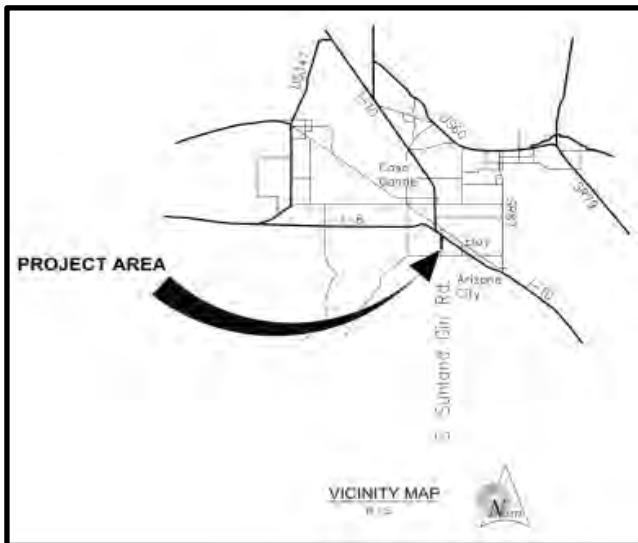 US347
I-10
US60
Casa
Grande
SR87
SR79
I-8
Eloy
PROJECT AREA
Arizona
City
I-10
S Sunland Gin Rd.
VICINITY MAP
N.T.S.
North